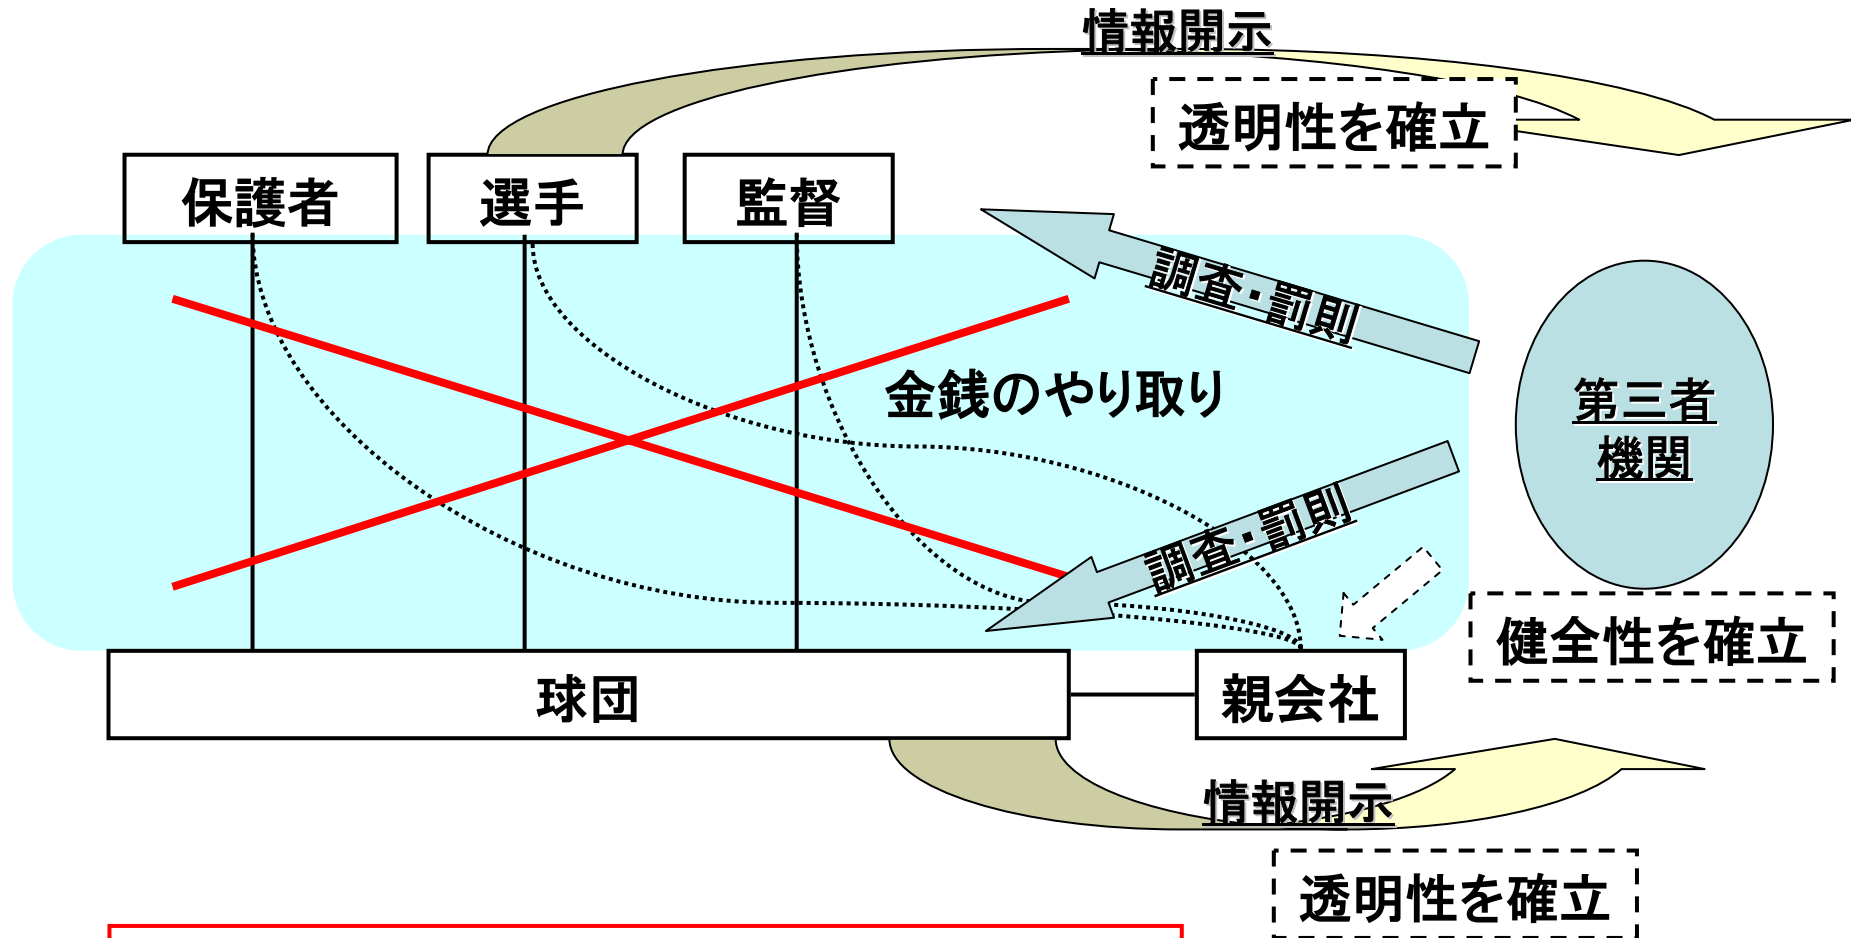 情報開示
透明性を確立
保護者
選手
監督
調査・罰則
金銭のやり取り
第三者
機関
調査・罰則
健全性を確立
球団
親会社
情報開示
透明性を確立